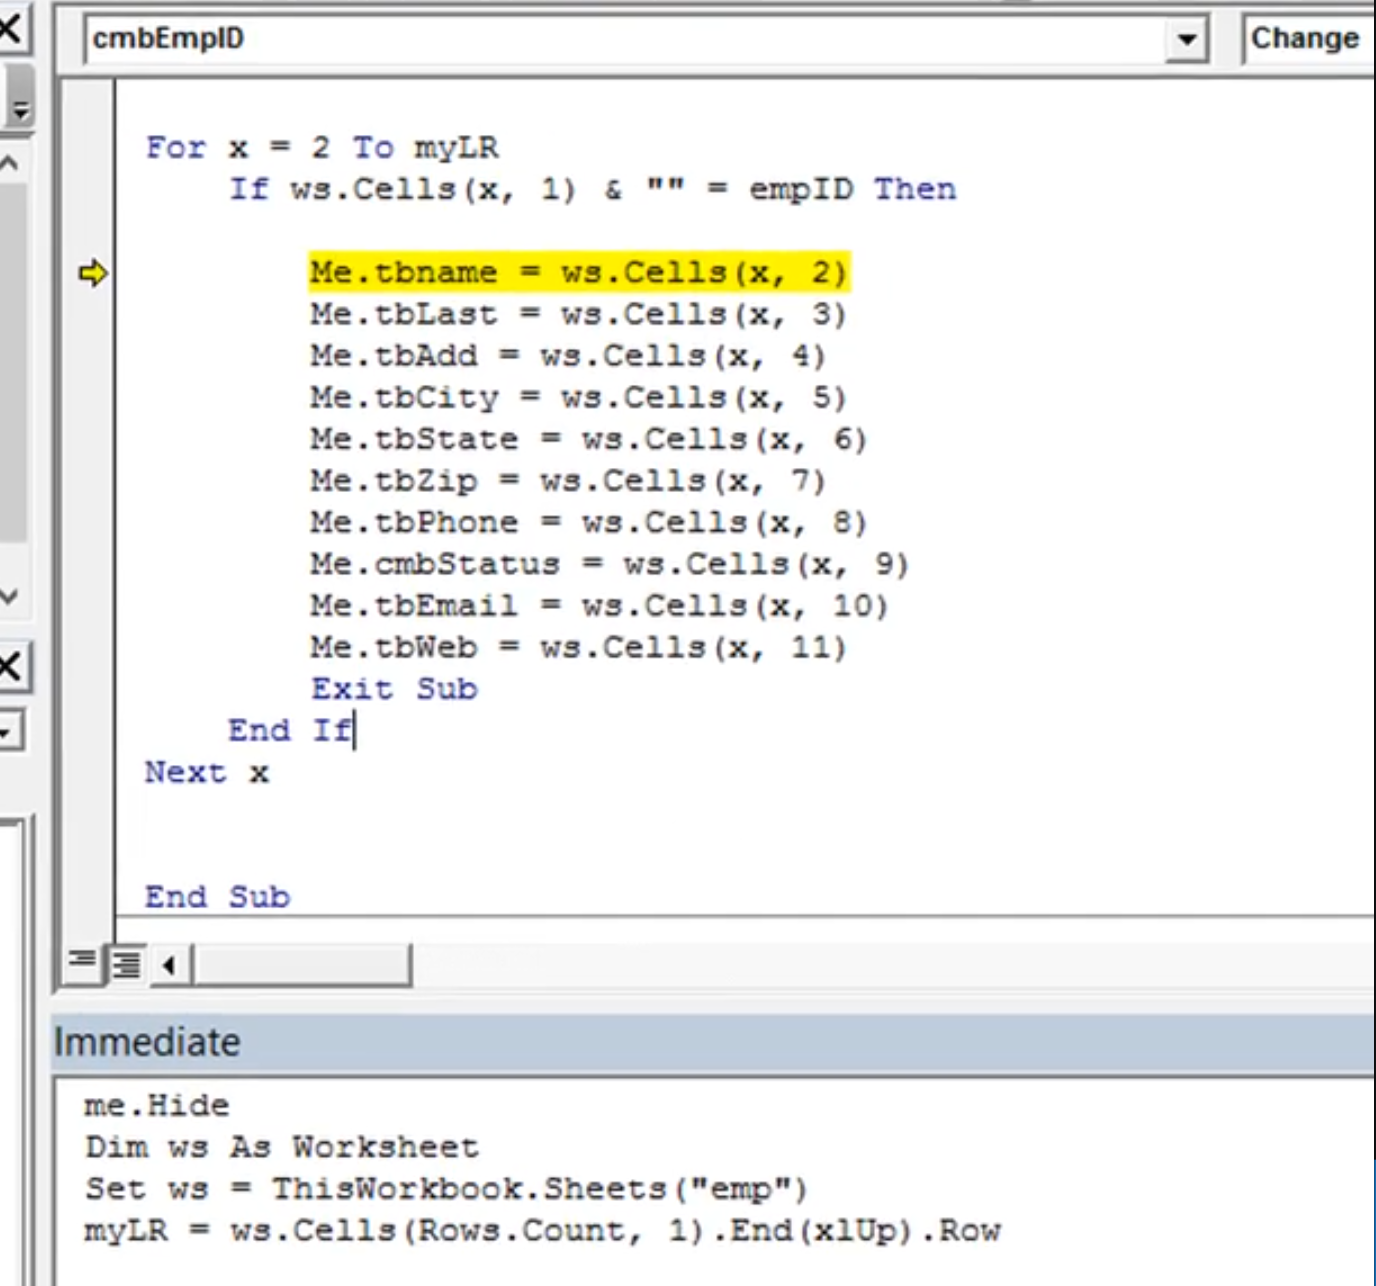 cmbEmpID
Change
For x = 2 To myLR
If ws.Cells(x, 1) & "" = empID Then
Me.tbname = ws.Cells(x, 2)
Me.tbLast = ws.Cells(x, 3)
Me.tbAdd = ws.Cells(x, 4)
Me.tbCity = ws.Cells(x, 5)
Me.tbState = ws.Cells(x, 6)
Me.tbZip = ws.Cells(x, 7)
Me.tbPhone = ws.Cells(x, 8)
Me.cmbStatus = ws.Cells(x, 9)
Me.tbEmail = ws.Cells(x, 10)
Me.tbWeb = ws.Cells(x, 11)
Exit Sub
End If
Next x
End Sub
Immediate
me.Hide
Dim ws As Worksheet
Set ws = ThisWorkbook.Sheets("emp")
myLR = ws.Cells(Rows.Count, 1).End(xlUp).Row